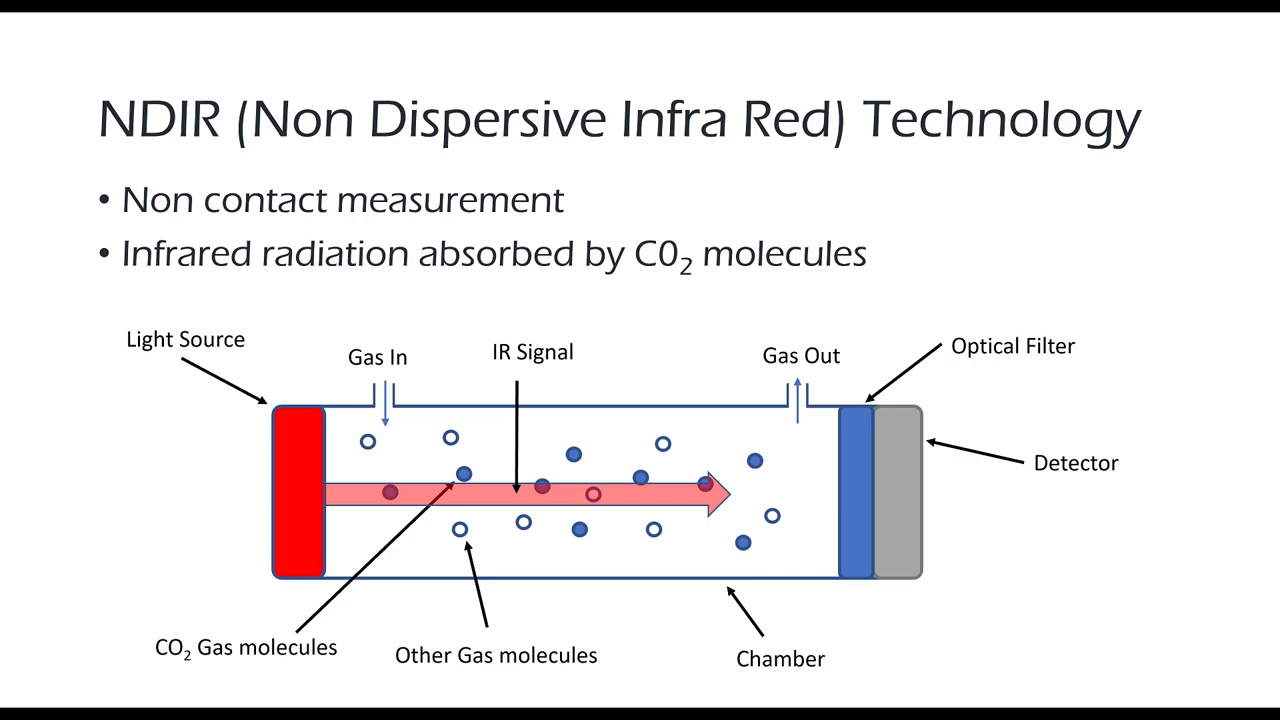 NDIR (Non Dispersive Infra Red) Technology
• Non contact measurement
• Infrared radiation absorbed by C0₂ molecules
Light Source
Gas In
IR Signal
Gas Out
Optical Filter
Detector
CO₂ Gas molecules
Other Gas molecules
Chamber